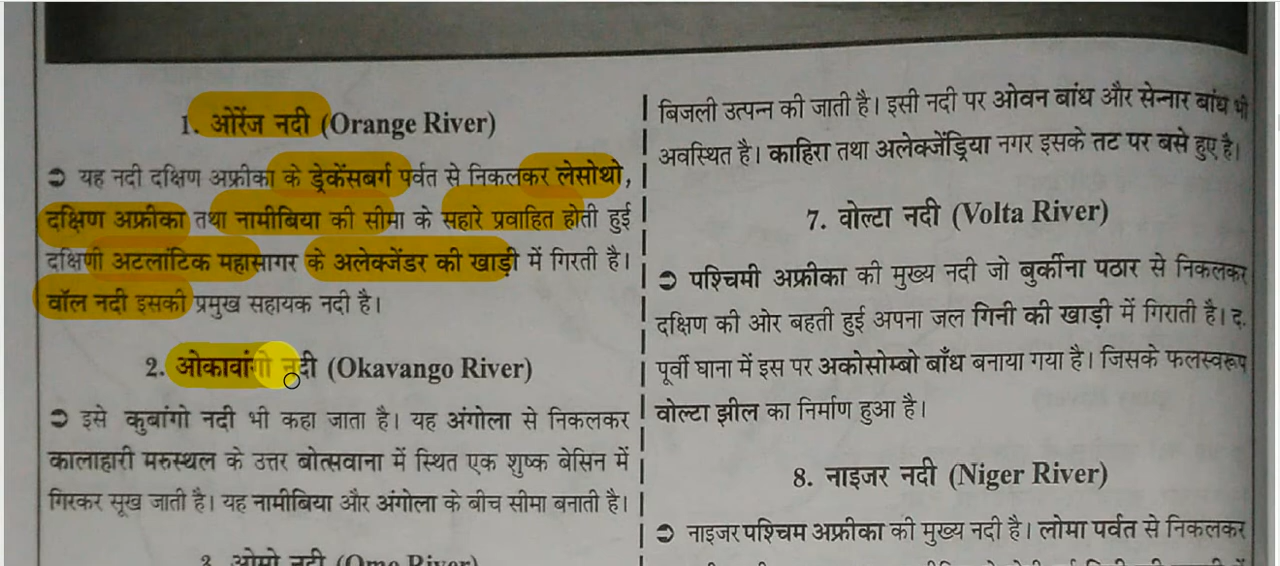 1. ओरेंज नदी (Orange River)
➲ यह नदी दक्षिण अफ्रीका के ड्रेकेंसबर्ग पर्वत से निकलकर लेसोथो,
दक्षिण अफ्रीका तथा नामीबिया की सीमा के सहारे प्रवाहित होती हुई
दक्षिणी अटलांटिक महासागर के अलेक्जेंडर की खाड़ी में गिरती है।
वॉल नदी इसकी प्रमुख सहायक नदी है।
2. ओकावांगो नदी (Okavango River)
➲ इसे कुबांगो नदी भी कहा जाता है। यह अंगोला से निकलकर
कालाहारी मरुस्थल के उत्तर बोत्सवाना में स्थित एक शुष्क बेसिन में
गिरकर सूख जाती है। यह नामीबिया और अंगोला के बीच सीमा बनाती है।
3. ओमो नदी (Omo River)
बिजली उत्पन्न की जाती है। इसी नदी पर ओवन बांध और सेन्नार बांध भी
अवस्थित है। काहिरा तथा अलेक्जेंड्रिया नगर इसके तट पर बसे हुए है।
7. वोल्टा नदी (Volta River)
➲ पश्चिमी अफ्रीका की मुख्य नदी जो बुर्कीना पठार से निकलकर
दक्षिण की ओर बहती हुई अपना जल गिनी की खाड़ी में गिराती है। द.
पूर्वी घाना में इस पर अकोसोम्बो बाँध बनाया गया है। जिसके फलस्वरूप
वोल्टा झील का निर्माण हुआ है।
8. नाइजर नदी (Niger River)
➲ नाइजर पश्चिम अफ्रीका की मुख्य नदी है। लोमा पर्वत से निकलकर